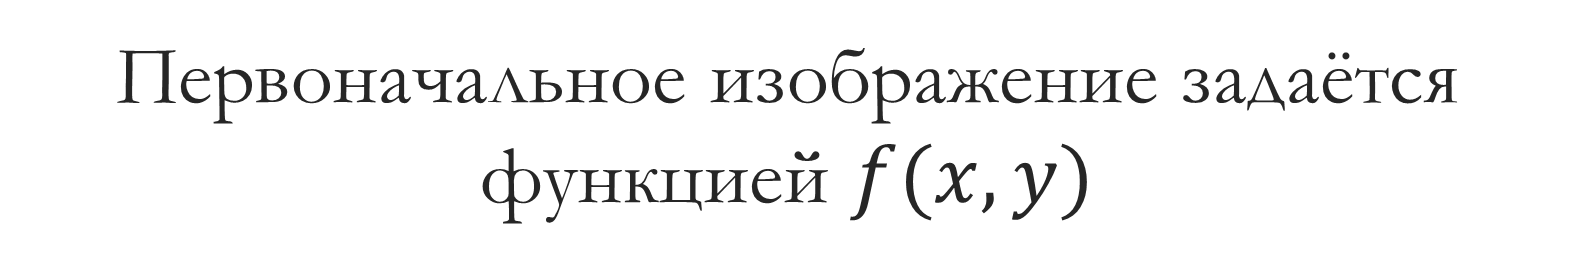 Первоначальное изображение задаётся
функцией f(x, y)